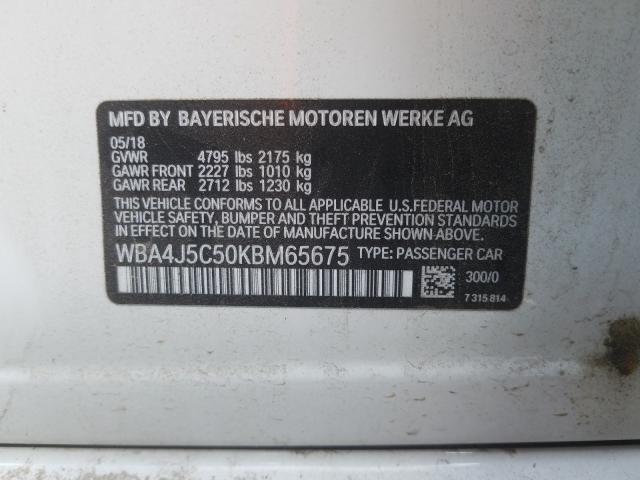 MFD BY BAYERISCHE MOTOREN WERKE AG
05/18
GVWR 4795 lbs 2175 kg
GAWR FRONT 2227 lbs 1010 kg
GAWR REAR 2712 lbs 1230 kg
THIS VEHICLE CONFORMS TO ALL APPLICABLE U.S.FEDERAL MOTOR
VEHICLE SAFETY, BUMPER AND THEFT PREVENTION STANDARDS
IN EFFECT ON THE DATE OF MANUFACTURE SHOWN ABOVE.
WBA4J5C50KBM65675 TYPE: PASSENGER CAR
300/0
7 315 814